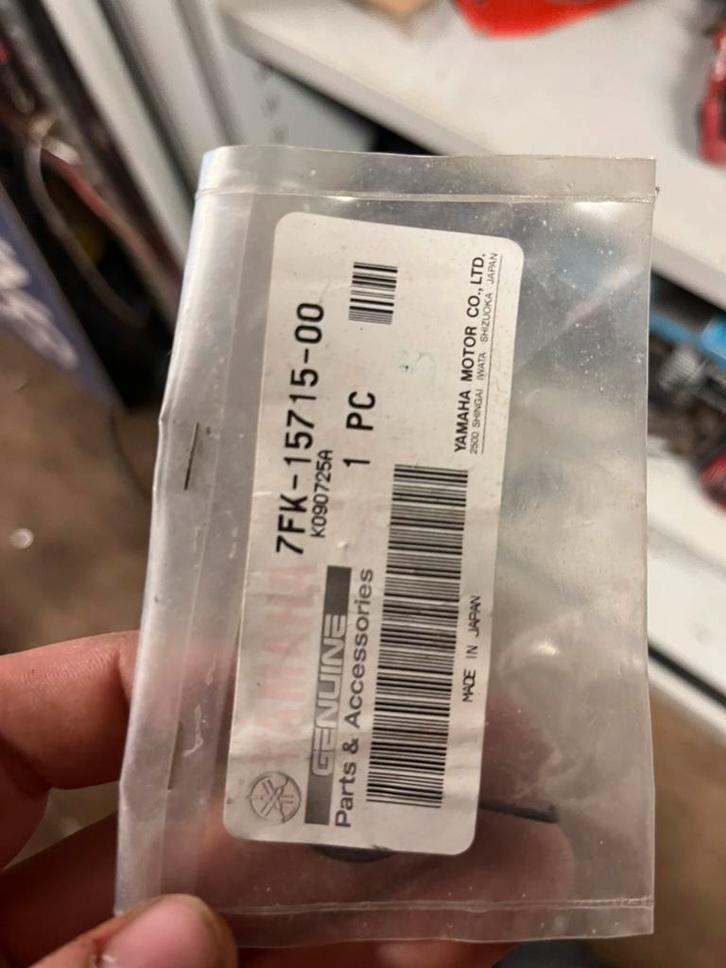 7FK-15715-00
K090725A
1 PC
YAMAHA
GENUINE
Parts & Accessories
YAMAHA MOTOR CO.,LTD.
2500 SHINGAI IWATA SHIZUOKA JAPAN
MADE IN JAPAN